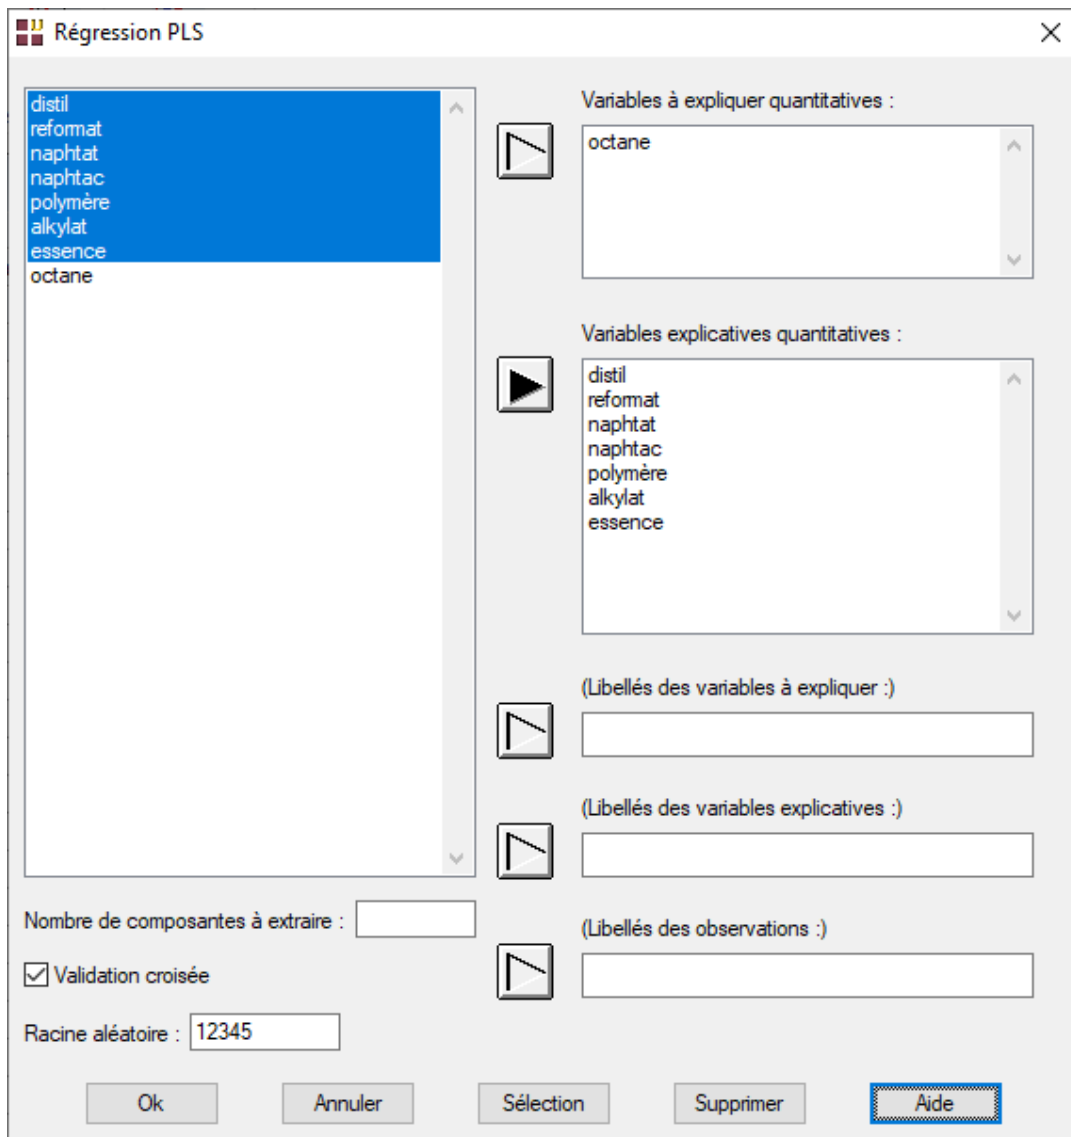 Régression PLS
distil
reformat
naphtat
naphtac
polymère
alkylat
essence
octane
Nombre de composantes à extraire :
Validation croisée
Racine aléatoire : 12345
Variables à expliquer quantitatives :
octane
Variables explicatives quantitatives :
distil
reformat
naphtat
naphtac
polymère
alkylat
essence
(Libellés des variables à expliquer :)
(Libellés des variables explicatives :)
(Libellés des observations :)
Ok Annuler Sélection Supprimer Aide